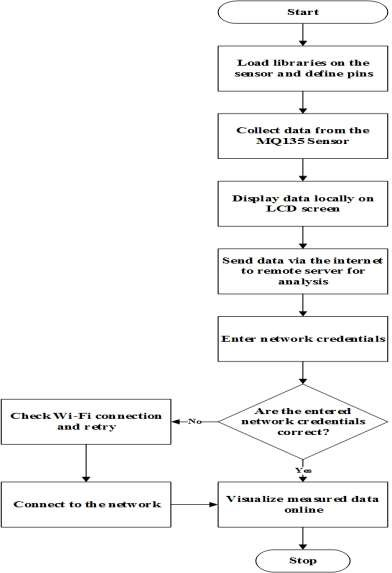 Start
Load libraries on the
sensor and define pins
Collect data from the
MQ135 Sensor
Display data locally on
LCD screen
Send data via the internet
to remote server for
analysis
Enter network credentials
Are the entered
network credentials
correct?
No
Check Wi-Fi connection
and retry
Yes
Connect to the network
Visualize measured data
online
Stop